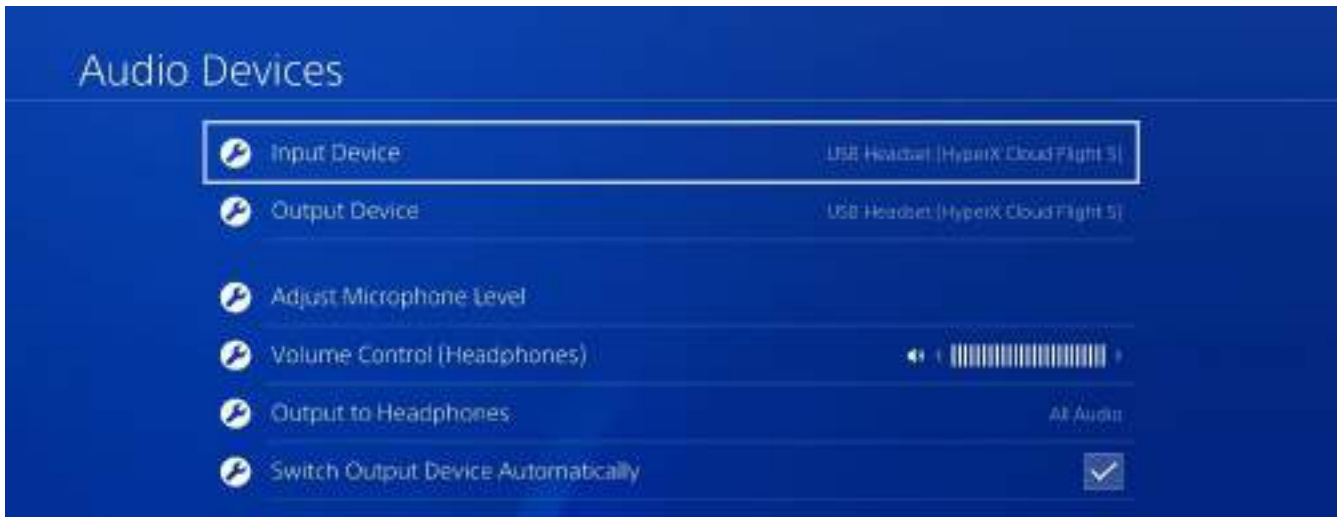 Audio Devices
Input Device USB Headset (HyperX Cloud Flight S)
Output Device USB Headset (HyperX Cloud Flight S)
Adjust Microphone Level
Volume Control (Headphones)
Output to Headphones All Audio
Switch Output Device Automatically